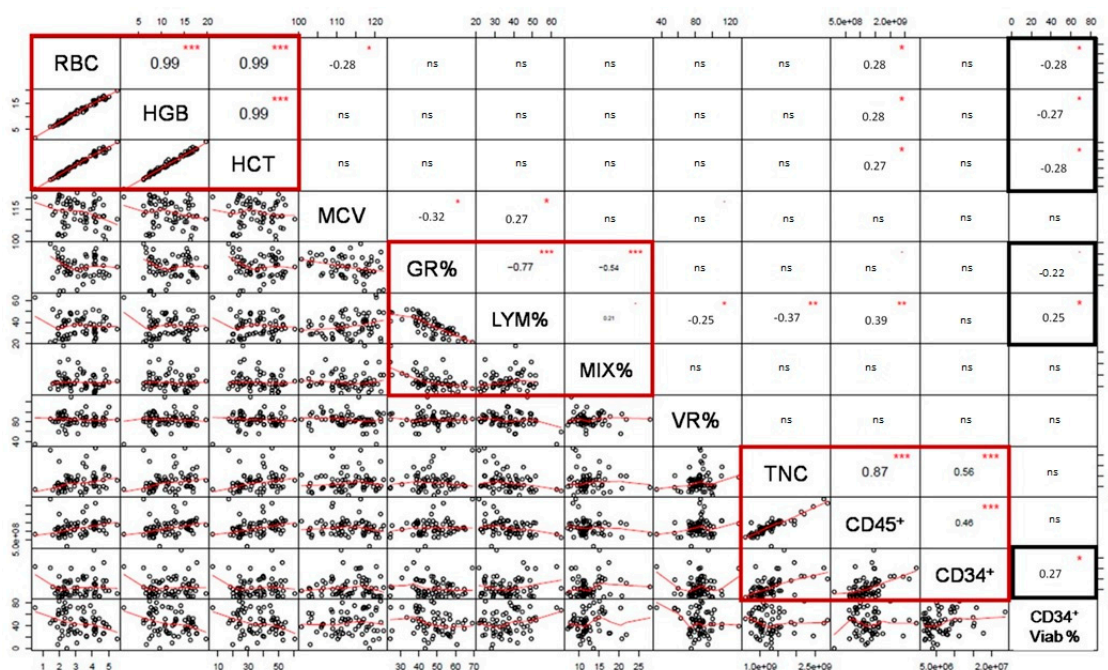 5 10 15 20 100 110 120 20 30 40 50 60 40 80 120 5.0e+08 2.0e+09 0 20 40 60 80
RBC 0.99 *** 0.99 *** -0.28 * ns ns ns ns ns 0.28 * ns -0.28 *
5 15 HGB 0.99 *** ns ns ns ns ns ns 0.28 * ns -0.27 *
HCT ns ns ns ns ns ns 0.27 * ns -0.28 *
100 115 MCV -0.32 * 0.27 * ns ns ns ns ns ns
GR% -0.77 *** -0.54 *** ns ns ns ns -0.22
20 40 60 LYM% 0.21 -0.25 * -0.37 ** 0.39 ** ns 0.25 *
MIX% ns ns ns ns ns
40 80 VR% ns ns ns ns
TNC 0.87 *** 0.56 *** ns
5.0e+08 CD45+ 0.46 *** ns
CD34+ 0.27 *
0 40 80 CD34+
Viab %
1 2 3 4 5 10 30 50 30 40 50 60 70 10 15 20 25 1.0e+09 2.5e+09 5.0e+06 2.0e+07